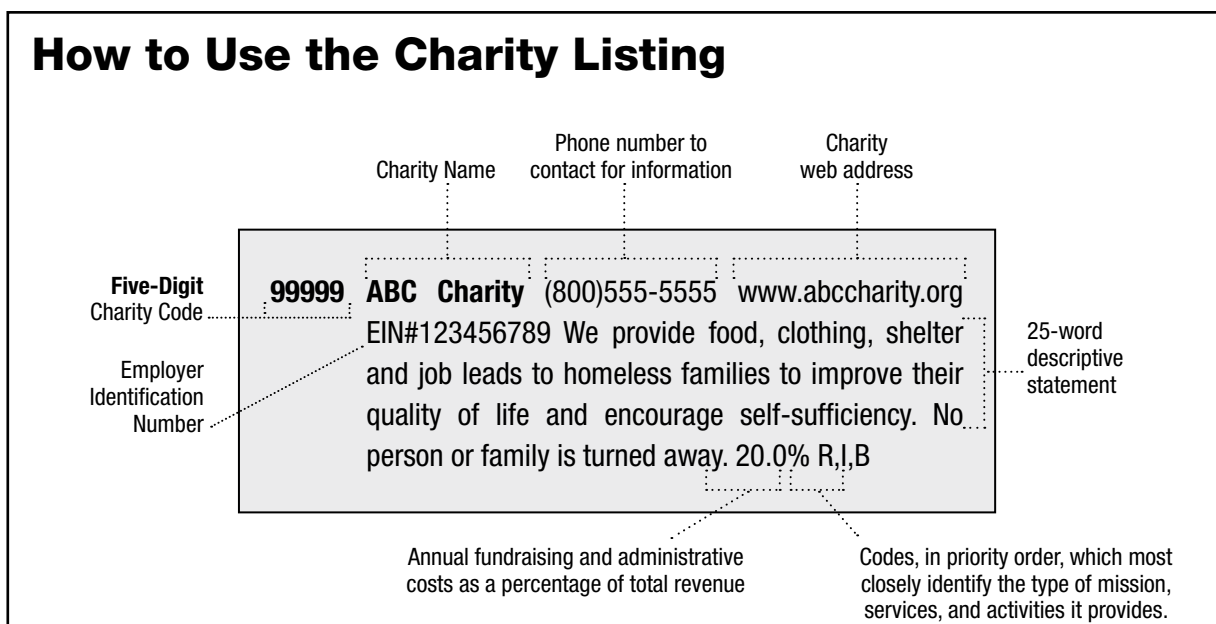 How to Use the Charity Listing
Charity Name
Phone number to
contact for information
Charity
web address
Five-Digit
Charity Code
99999 ABC Charity (800)555-5555 www.abccharity.org
EIN#123456789 We provide food, clothing, shelter
and job leads to homeless families to improve their
quality of life and encourage self-sufficiency. No
person or family is turned away. 20.0% R,I,B
Employer
Identification
Number
25-word
descriptive
statement
Annual fundraising and administrative
costs as a percentage of total revenue
Codes, in priority order, which most
closely identify the type of mission,
services, and activities it provides.